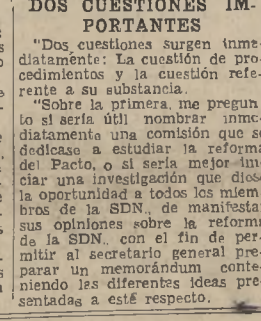 DOS CUESTIONES IM-
PORTANTES
"Dos cuestiones surgen inme-
diatamente: La cuestión de pro-
cedimientos y la cuestión refe-
rente a su substancia.
"Sobre la primera, me pregun
to si sería útil nombrar inme-
diatamente una comisión que se
dedicase a estudiar la reforma
del Pacto, o si sería mejor ini
ciar una investigación que diese
la oportunidad a todos los miem
bros de la SDN., de manifesta
sus opiniones sobre la reforma
de la SDN., con el fin de per-
mitir al secretario general pre-
parar un memorándum conte-
niendo las diferentes ideas pre-
sentadas a este respecto.